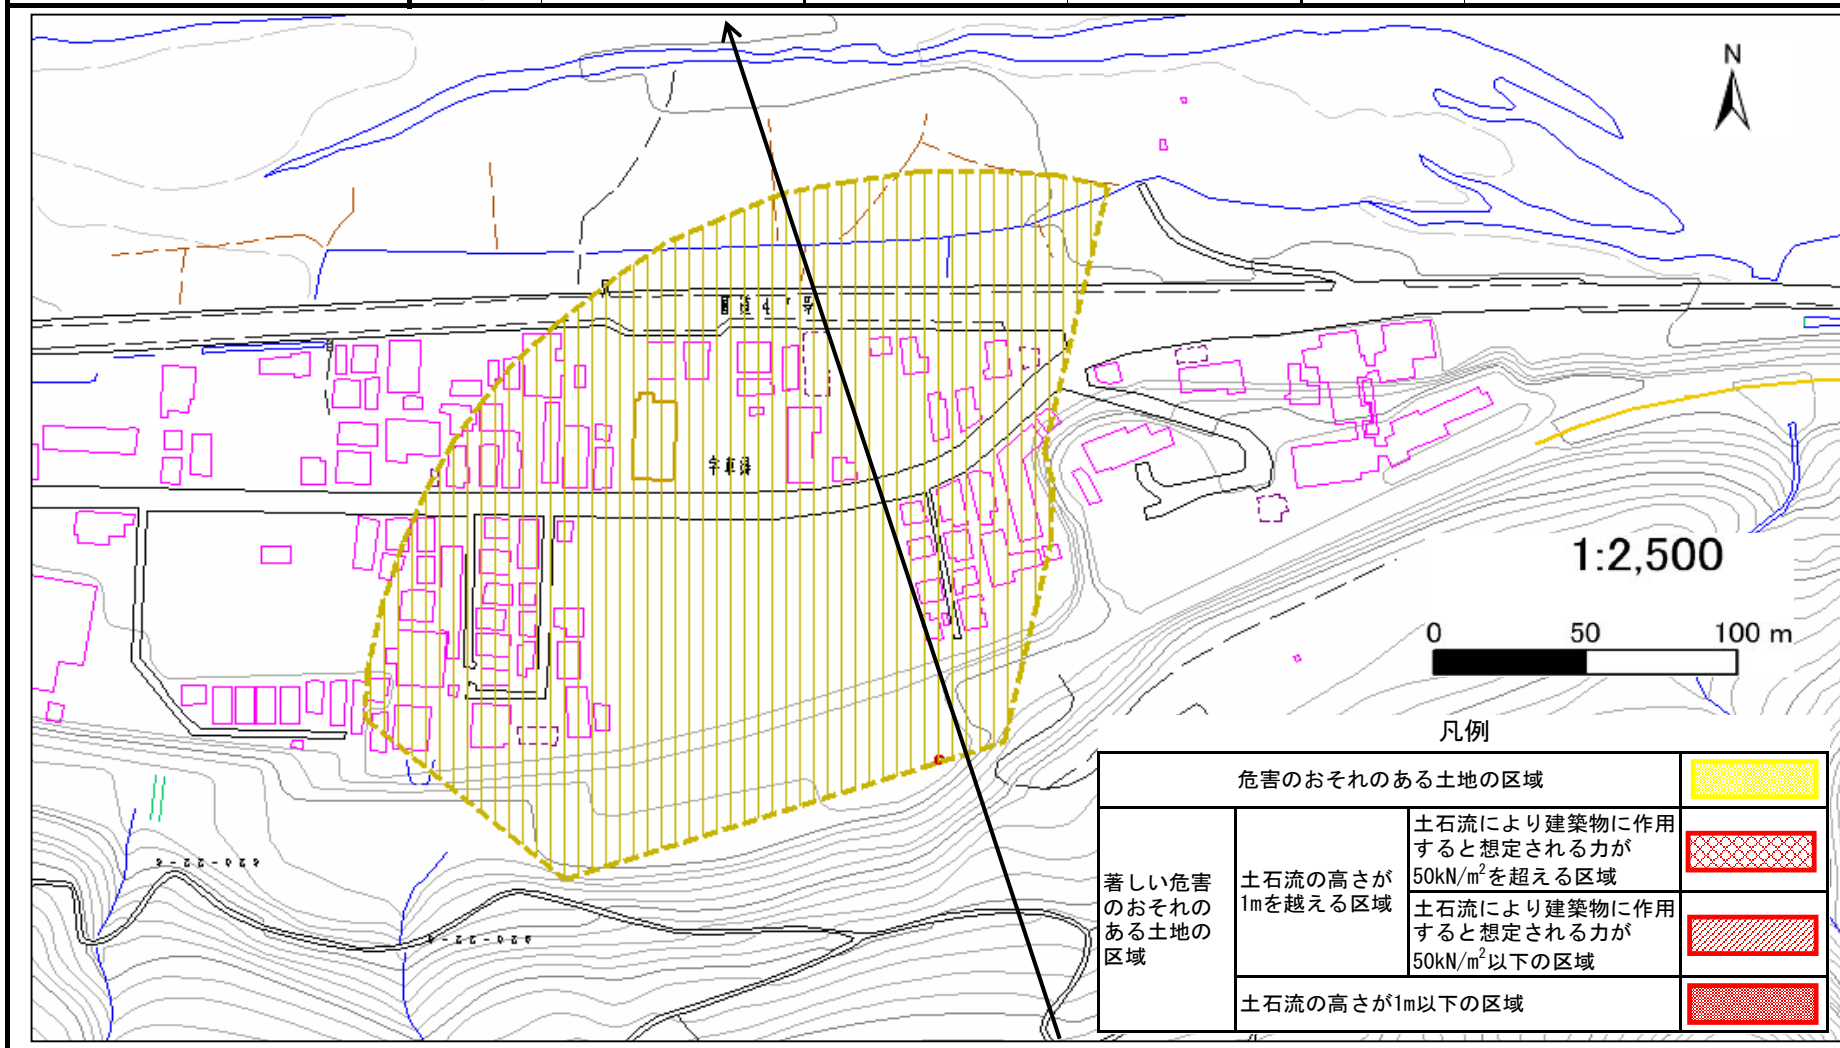 N
1:2,500
0 50 100 m
凡例
危害のおそれのある土地の区域
著しい危害
のおそれの
ある土地の
区域
土石流の高さが
1mを越える区域
土石流により建築物に作用
すると想定される力が
50kN/m²を超える区域
土石流により建築物に作用
すると想定される力が
50kN/m²以下の区域
土石流の高さが1m以下の区域